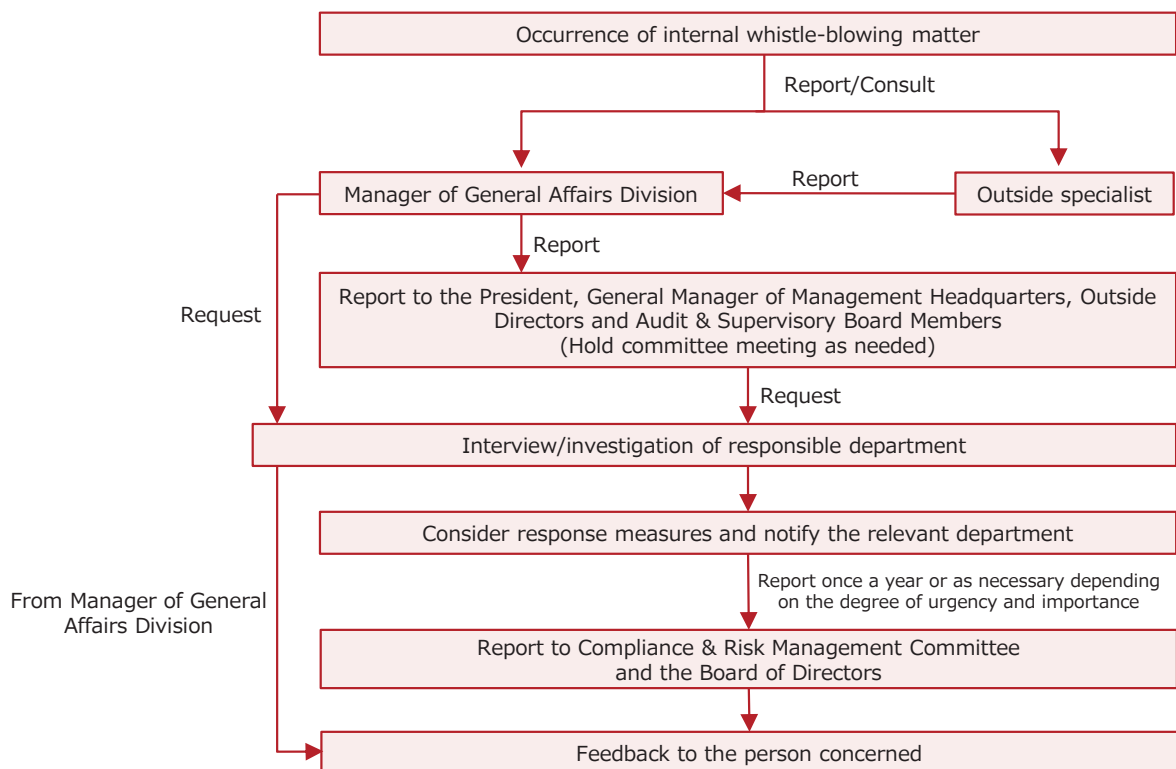 Occurrence of internal whistle-blowing matter
Report/Consult
Manager of General Affairs Division
Report
Outside specialist
Report
Report to the President, General Manager of Management Headquarters, Outside
Directors and Audit & Supervisory Board Members
(Hold committee meeting as needed)
Request
Request
Interview/investigation of responsible department
Consider response measures and notify the relevant department
Report once a year or as necessary depending
on the degree of urgency and importance
From Manager of General
Affairs Division
Report to Compliance & Risk Management Committee
and the Board of Directors
Feedback to the person concerned